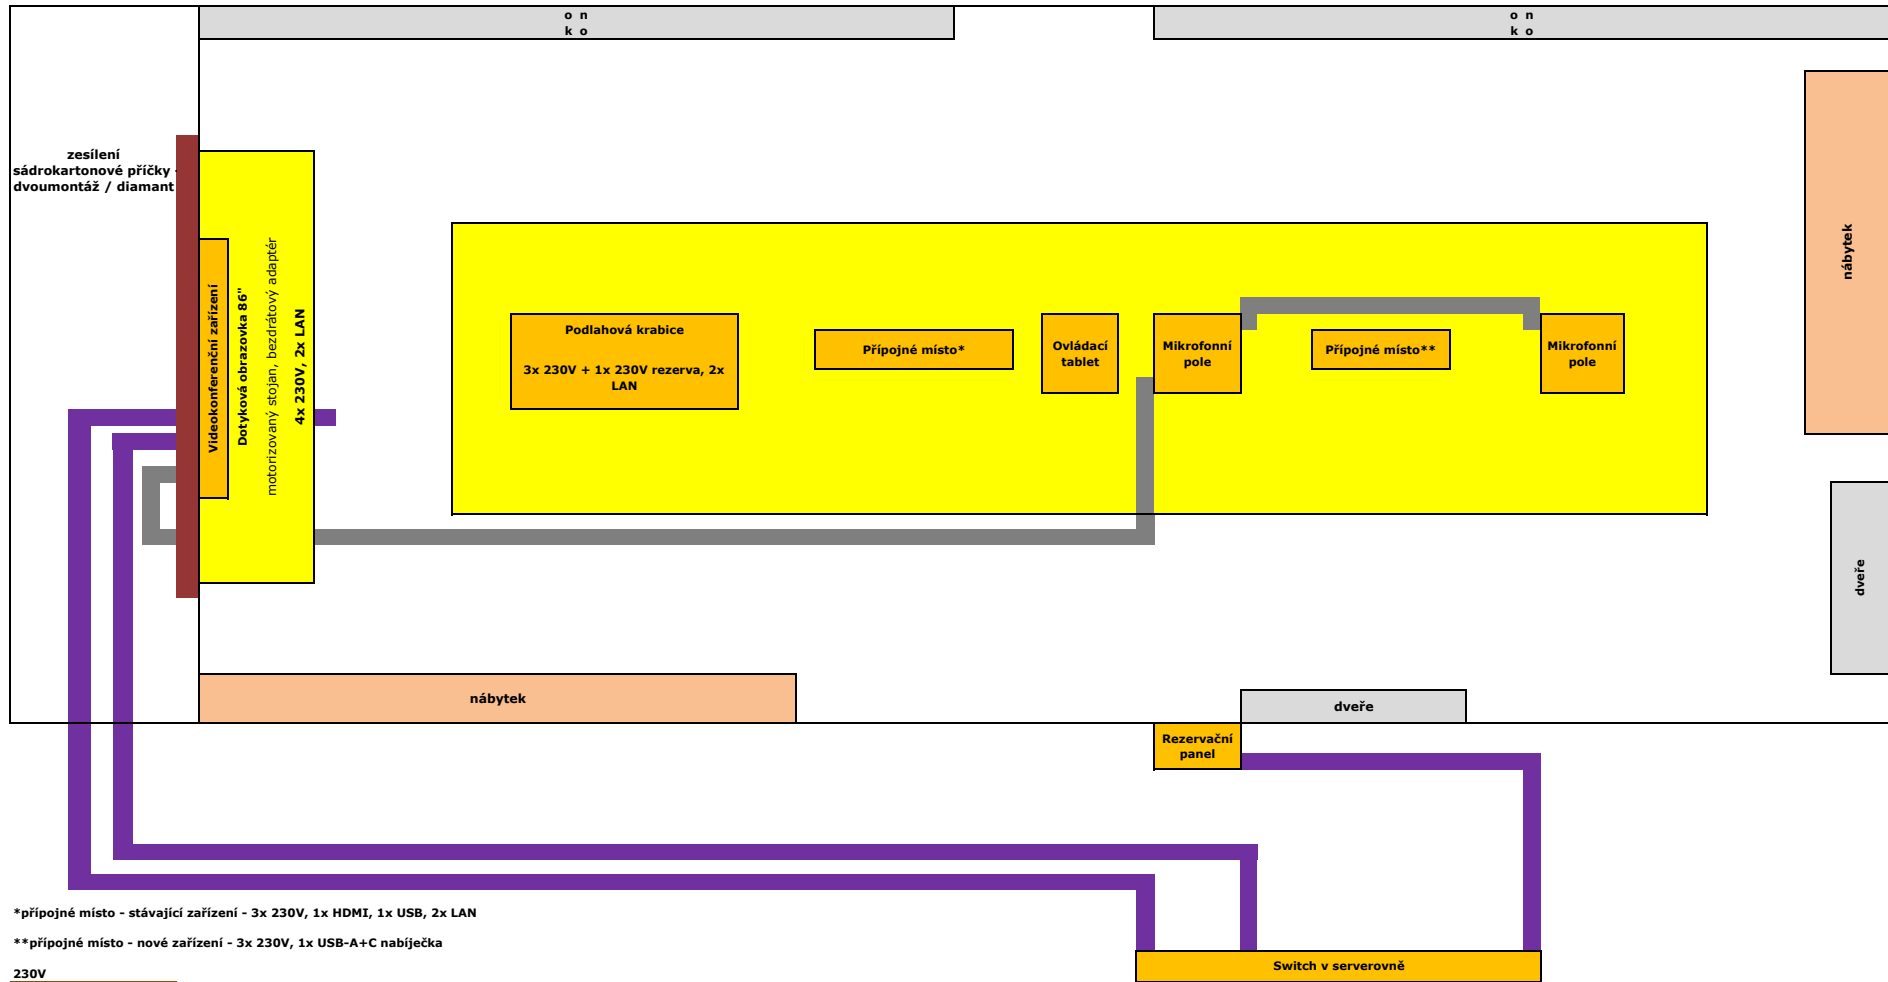 o n
k o
o n
k o
zesílení
sádrokartonové příčky -
dvoumontáž / diamant
Videokonferenční zařízení
Dotyková obrazovka 86"
motorizovaný stojan, bezdrátový adaptér
4x 230V, 2x LAN
Podlahová krabice
3x 230V + 1x 230V rezerva, 2x
LAN
Přípojné místo*
Ovládací
tablet
Mikrofonní
pole
Přípojné místo**
Mikrofonní
pole
nábytek
dveře
nábytek
dveře
Rezervační
panel
*přípojné místo - stávající zařízení - 3x 230V, 1x HDMI, 1x USB, 2x LAN
**přípojné místo - nové zařízení - 3x 230V, 1x USB-A+C nabíječka
230V
Switch v serverovně